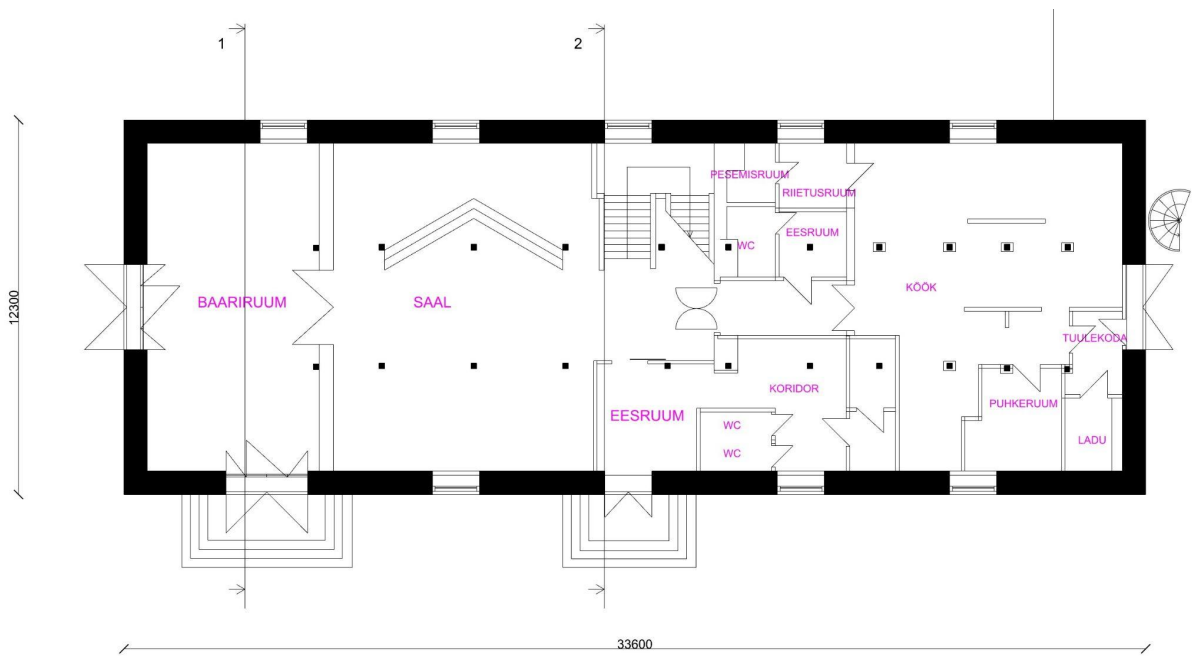 1
2
PESEMISRUUM
RIIETUSRUUM
WC
EESRUUM
BAARIRUUM
SAAL
KÖÖK
12300
TUULEKODA
KORIDOR
PUHKERUUM
EESRUUM
WC
LADU
WC
33600